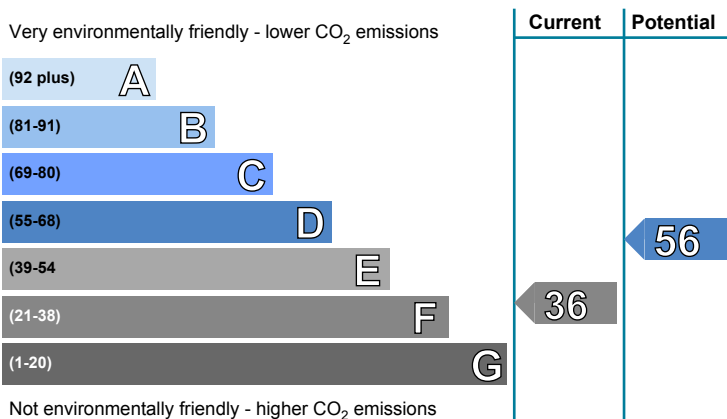 Current Potential
Very environmentally friendly - lower CO₂ emissions
(92 plus) A
(81-91) B
(69-80) C
(55-68) D
56
(39-54 E
(21-38) F
36
(1-20) G
Not environmentally friendly - higher CO₂ emissions